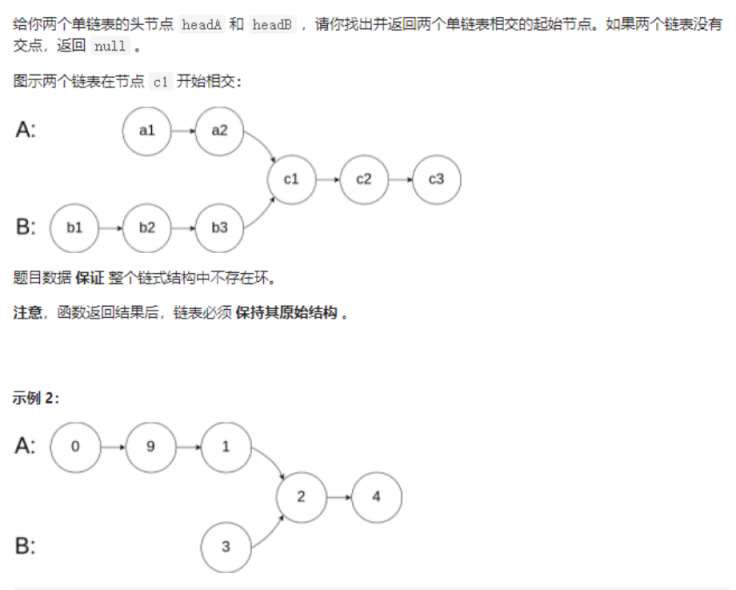 给你两个单链表的头节点 headA 和 headB ，请你找出并返回两个单链表相交的起始节点。如果两个链表没有
交点，返回 null 。
图示两个链表在节点 c1 开始相交：
A: a1 a2
c1 c2 c3
B: b1 b2 b3
题目数据 保证 整个链式结构中不存在环。
注意，函数返回结果后，链表必须 保持其原始结构 。
示例 2：
A: 0 9 1
2 4
B: 3